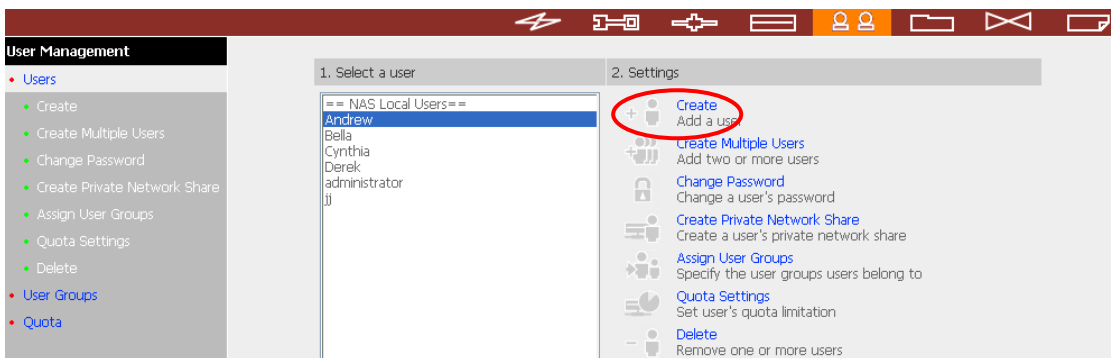 User Management
Users
Create
Create Multiple Users
Change Password
Create Private Network Share
Assign User Groups
Quota Settings
Delete
User Groups
Quota
1. Select a user
== NAS Local Users==
Andrew
Bella
Cynthia
Derek
administrator
jj
2. Settings
Create
Add a user
Create Multiple Users
Add two or more users
Change Password
Change a user's password
Create Private Network Share
Create a user's private network share
Assign User Groups
Specify the user groups users belong to
Quota Settings
Set user's quota limitation
Delete
Remove one or more users